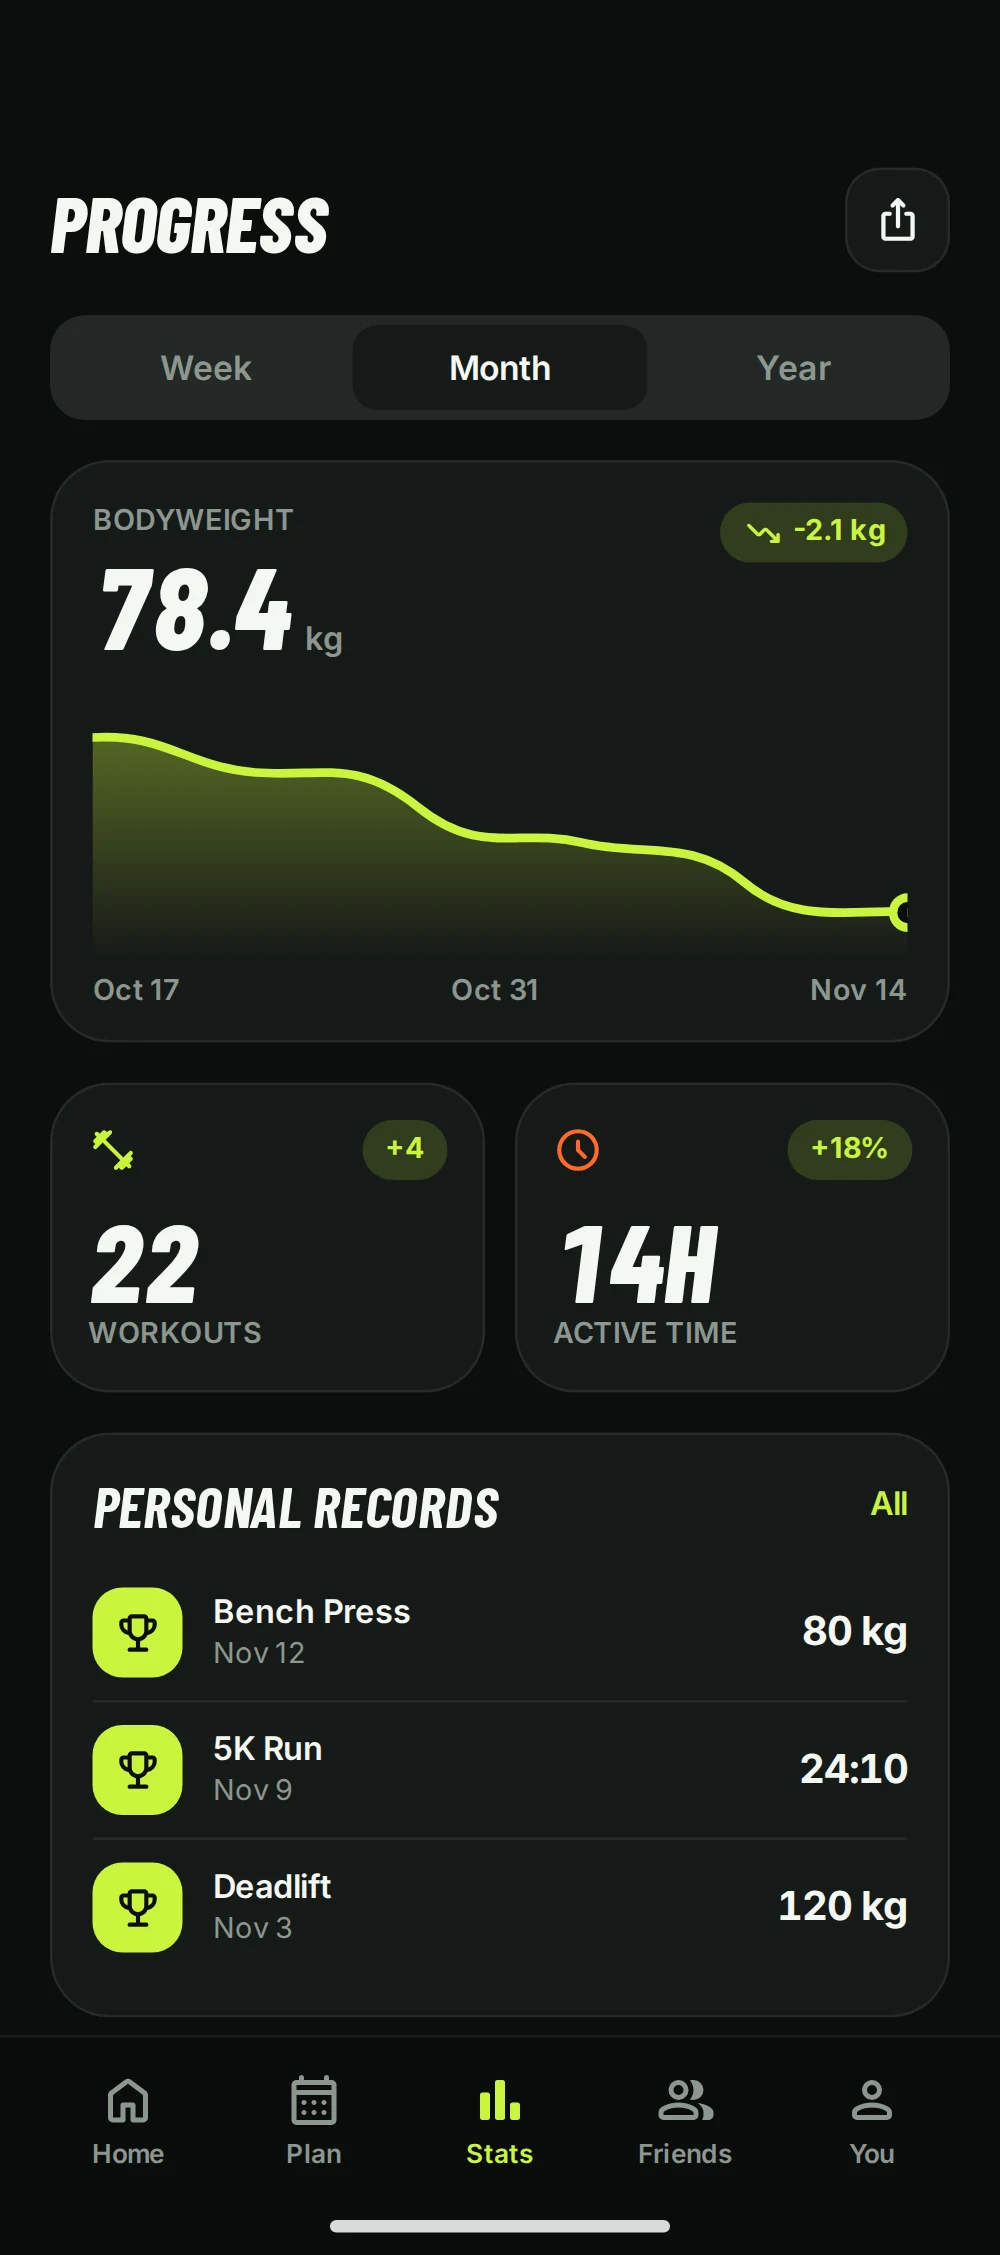 PROGRESS
Week Month Year
BODYWEIGHT
-2.1 kg
78.4 kg
Oct 17 Oct 31 Nov 14
+4
22
WORKOUTS
+18%
14H
ACTIVE TIME
PERSONAL RECORDS
All
Bench Press
Nov 12
80 kg
5K Run
Nov 9
24:10
Deadlift
Nov 3
120 kg
Home Plan Stats Friends You